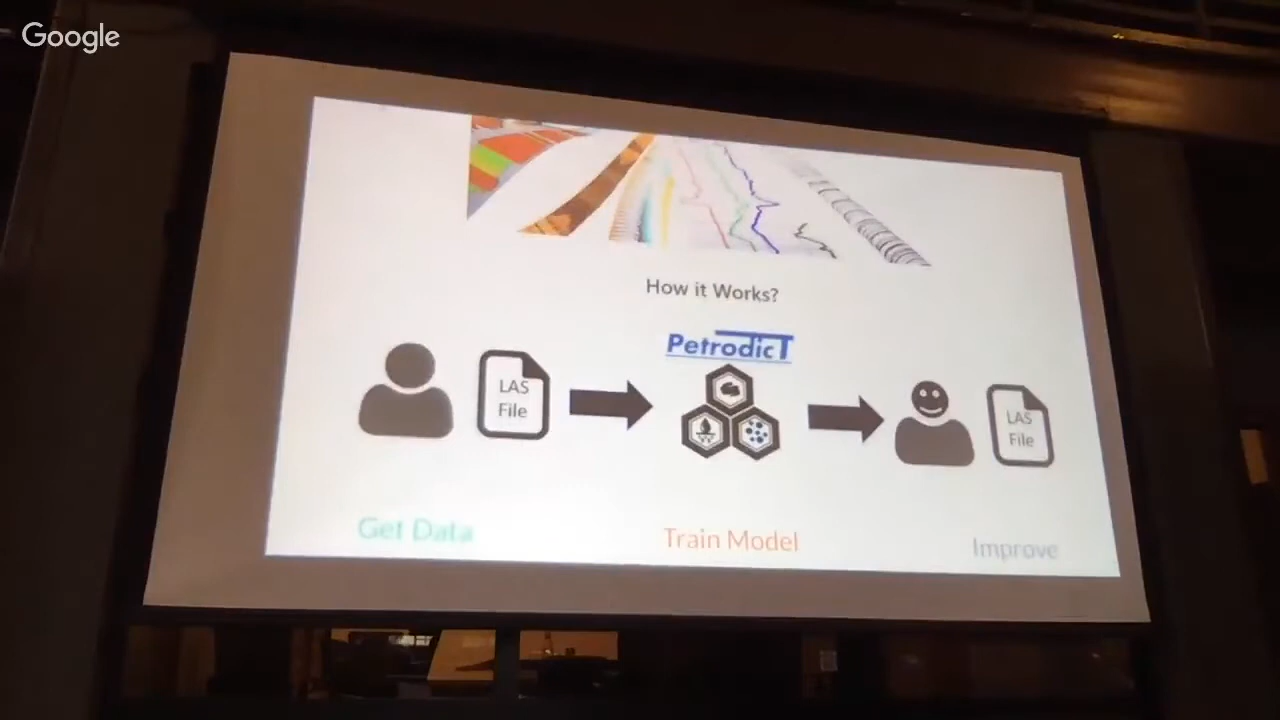 Google
How it Works?
PetrodicT
LAS
File
LAS
File
Get Data
Train Model
Improve